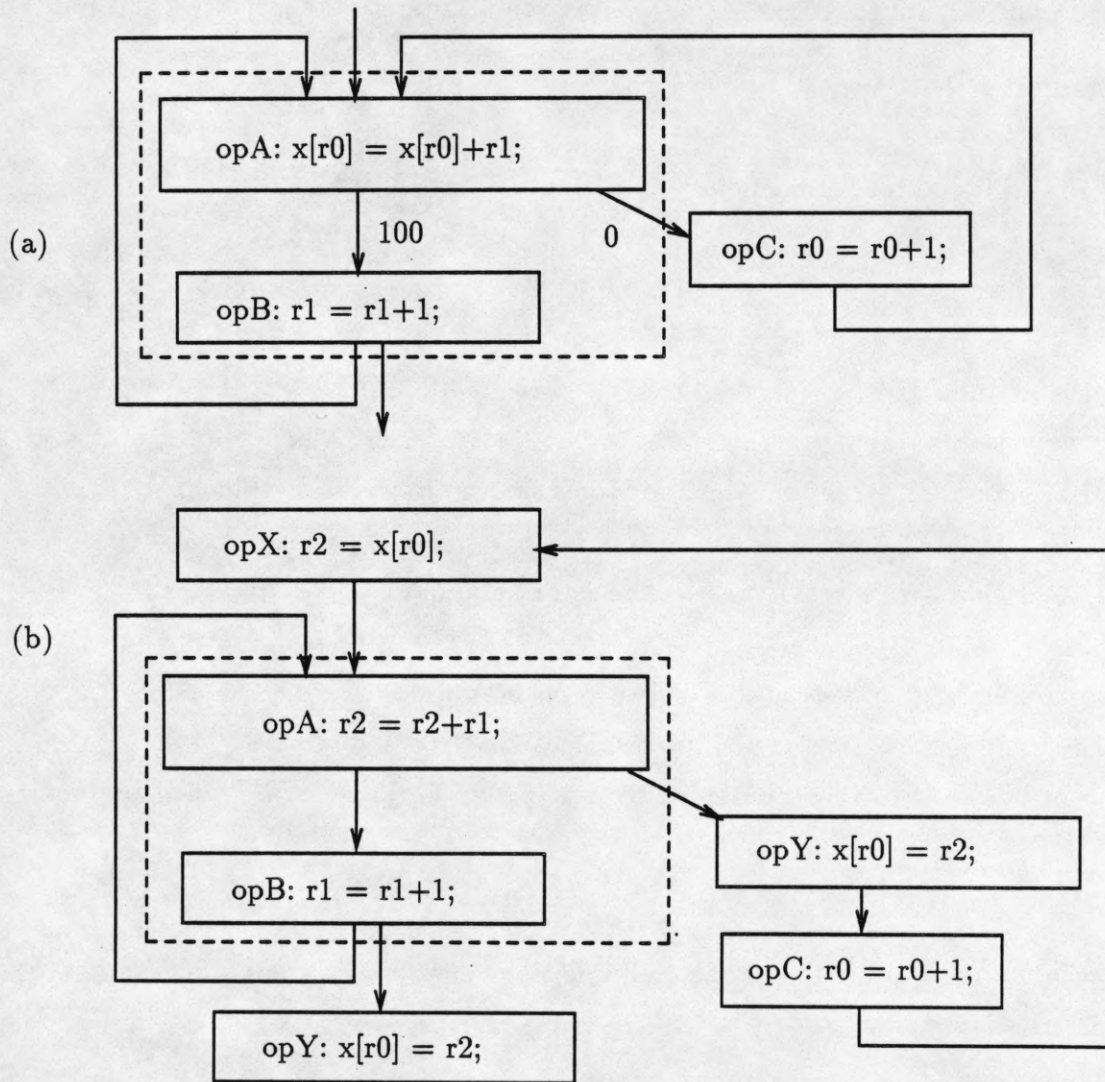 opA: x[r0] = x[r0]+r1;
(a)
100
0
opC: r0 = r0+1;
opB: r1 = r1+1;
opX: r2 = x[r0];
(b)
opA: r2 = r2+r1;
opY: x[r0] = r2;
opB: r1 = r1+1;
opC: r0 = r0+1;
opY: x[r0] = r2;